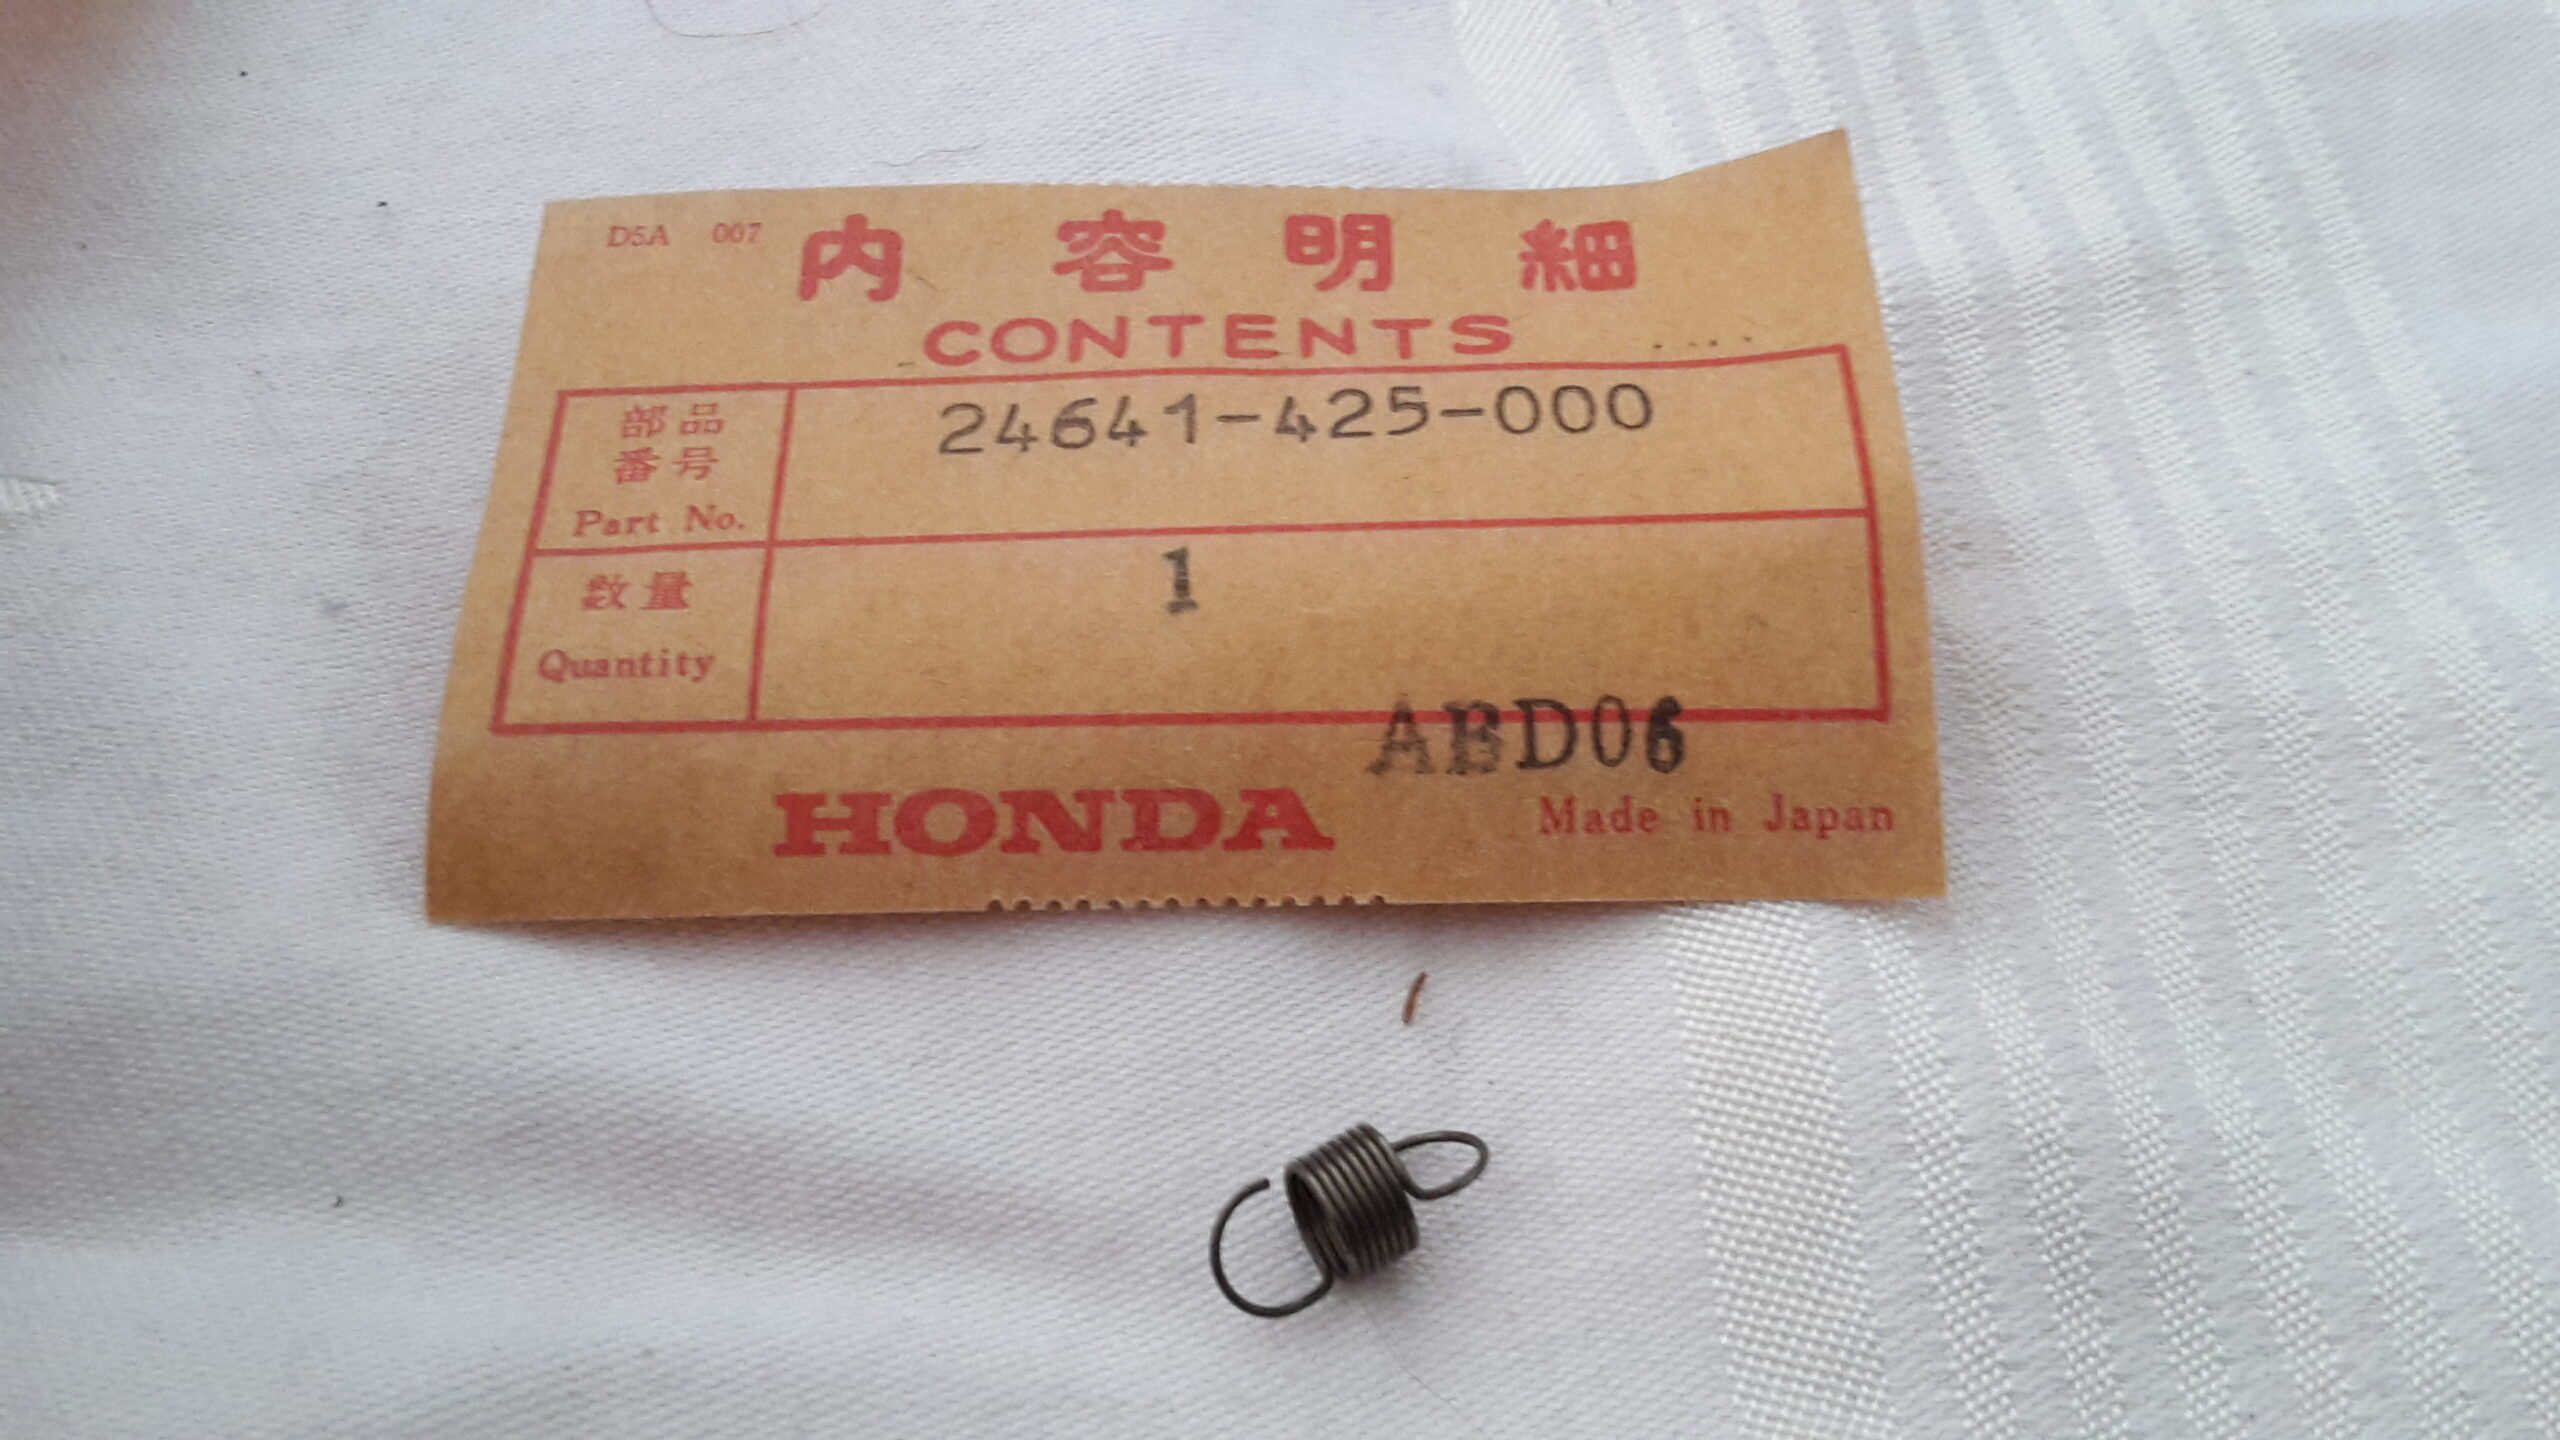 D5A 007
内容明細
CONTENTS
部品
番号
Part No.
24641-425-000
数量
Quantity
1
ABD06
HONDA
Made in Japan